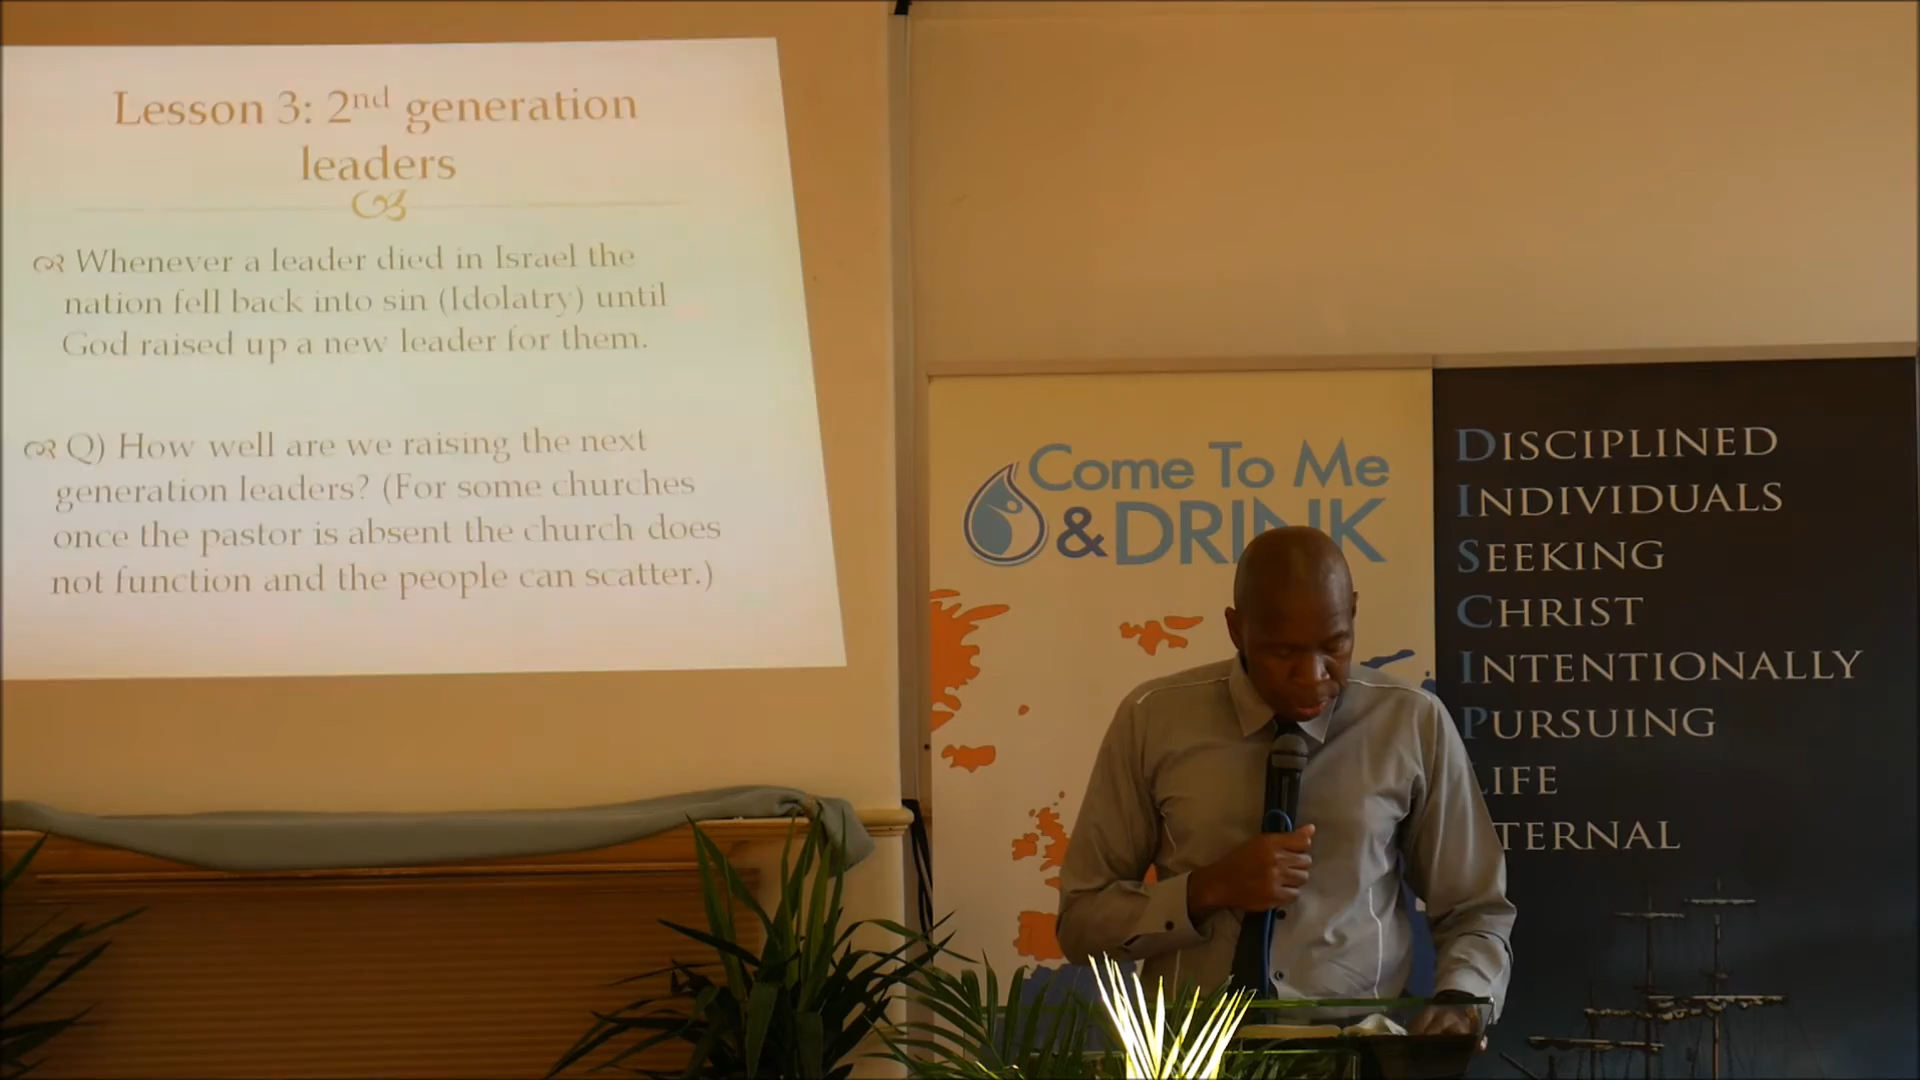 Lesson 3: 2nd generation
leaders
Whenever a leader died in Israel the
nation fell back into sin (Idolatry) until
God raised up a new leader for them.
Q) How well are we raising the next
generation leaders? (For some churches
once the pastor is absent the church does
not function and the people can scatter.)
Come To Me
& DRINK
DISCIPLINED
INDIVIDUALS
SEEKING
CHRIST
INTENTIONALLY
PURSUING
LIFE
TERNAL